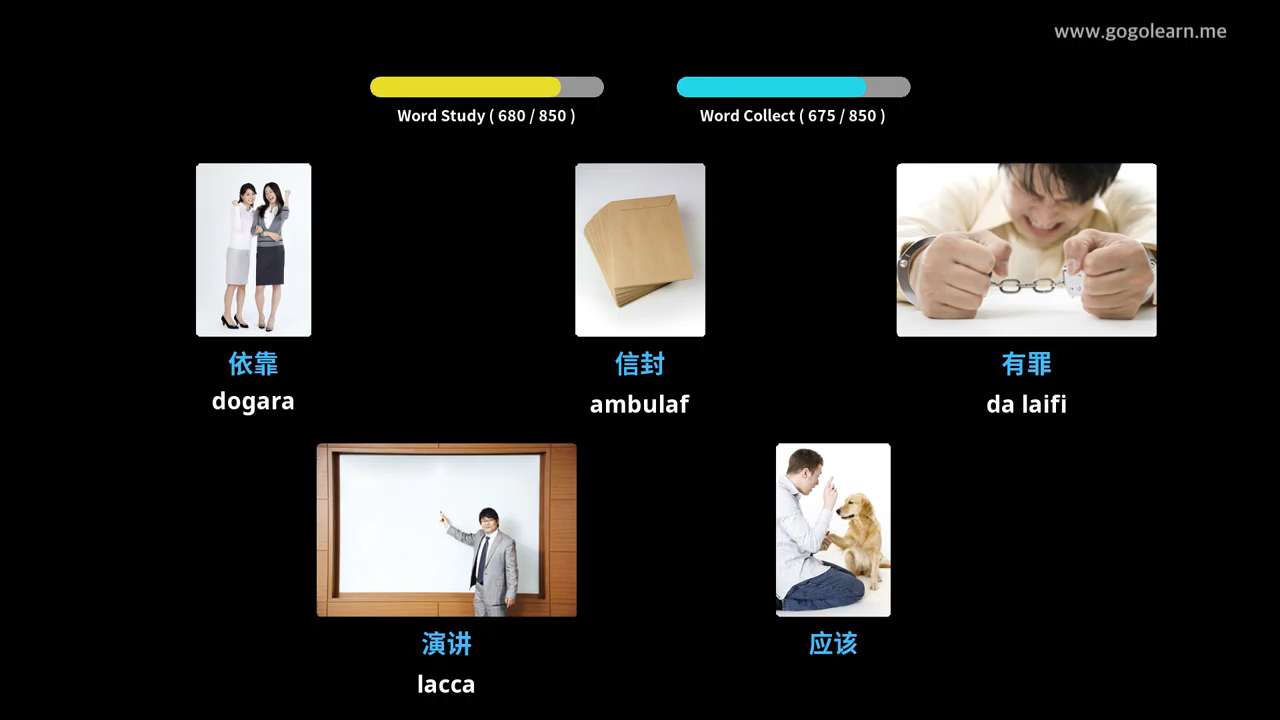 www.gogolearn.me
Word Study ( 680 / 850 )
Word Collect ( 675 / 850 )
依靠
dogara
信封
ambulaf
有罪
da laifi
演讲
lacca
应该